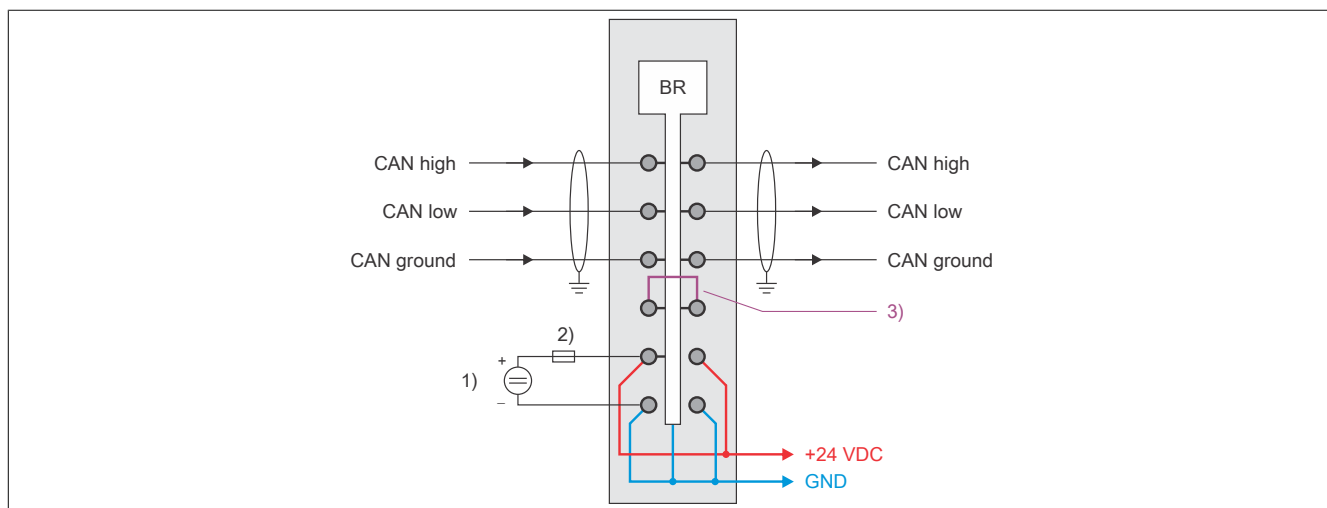 BR
CAN high
CAN high
CAN low
CAN low
CAN ground
CAN ground
3)
2)
+
1)
–
+24 VDC
GND